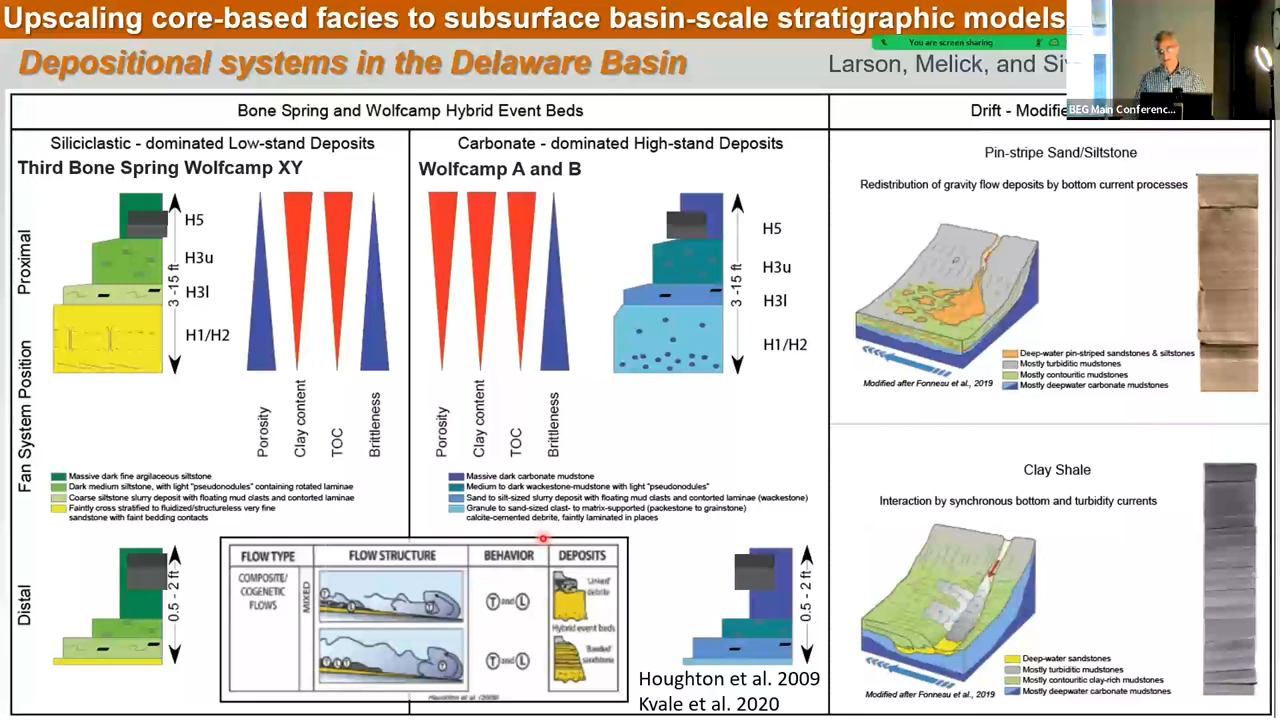 Upscaling core-based facies to subsurface basin-scale stratigraphic models
You are screen sharing
Depositional systems in the Delaware Basin
Larson, Melick, and
BEG Main Conferenc...
Bone Spring and Wolfcamp Hybrid Event Beds
Siliciclastic - dominated Low-stand Deposits
Third Bone Spring Wolfcamp XY
Proximal
Fan System Position
Distal
H5
H3u
H3l
H1/H2
3 -15 ft
Porosity
Clay content
TOC
Brittleness
Massive dark fine argilaceous siltstone
Dark medium siltstone, with light "pseudonodules" containing rotated laminae
Coarse siltstone slurry deposit with floating mud clasts and contorted laminae
Faintly cross stratified to fluidized/structureless very fine
sandstone with faint bedding contacts
0.5 - 2 ft
Carbonate - dominated High-stand Deposits
Wolfcamp A and B
Porosity
Clay content
TOC
Brittleness
3 -15 ft
H5
H3u
H3l
H1/H2
Massive dark carbonate mudstone
Medium to dark wackestone-mudstone with light "pseudonodules"
Sand to silt-sized slurry deposit with floating mud clasts and contorted laminae (wackestone)
Granule to sand-sized clast- to matrix-supported (packestone to grainstone)
calcite-cemented debrite, faintly laminated in places
0.5 - 2 ft
FLOW TYPE
FLOW STRUCTURE
BEHAVIOR
DEPOSITS
COMPOSITE/
COGENETIC
FLOWS
MIXED
T and L
'Linked'
debrite
Hybrid event beds
T and L
'Banded'
sandstone
Haughton et al. (2009)
Houghton et al. 2009
Kvale et al. 2020
Drift -
Pin-stripe Sand/Siltstone
Redistribution of gravity flow deposits by bottom current processes
Deep-water pin-striped sandstones & siltstones
Mostly turbiditic mudstones
Mostly contouritic mudstones
Mostly deepwater carbonate mudstones
Modified after Fonneau et al., 2019
Clay Shale
Interaction by synchronous bottom and turbidity currents
Deep-water sandstones
Mostly turbiditic mudstones
Mostly contouritic clay-rich mudstones
Mostly deepwater carbonate mudstones
Modified after Fonneau et al., 2019